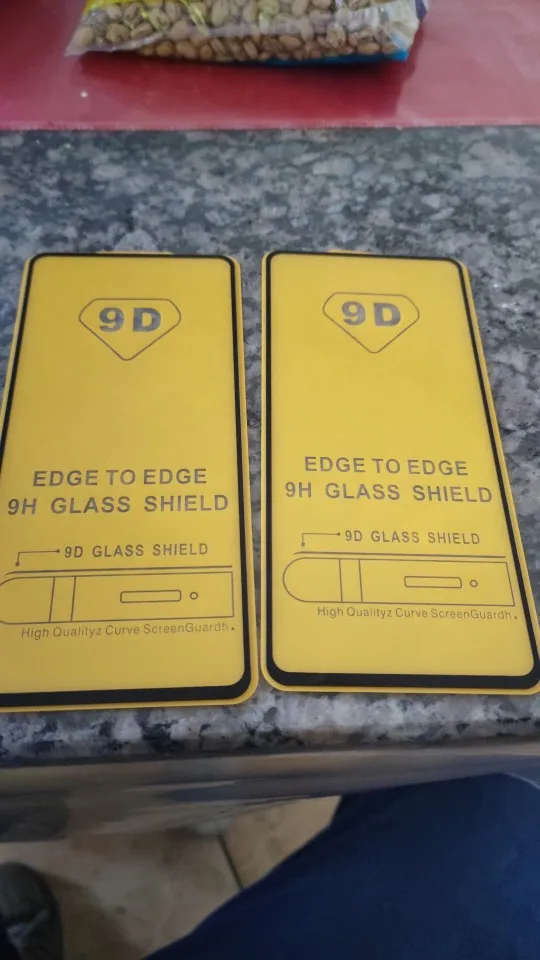 9D
EDGE TO EDGE
9H GLASS SHIELD
9D GLASS SHIELD
High Qualityz Curve ScreenGuardh.
9D
EDGE TO EDGE
9H GLASS SHIELD
9D GLASS SHIELD
High Qualityz Curve ScreenGuardh.